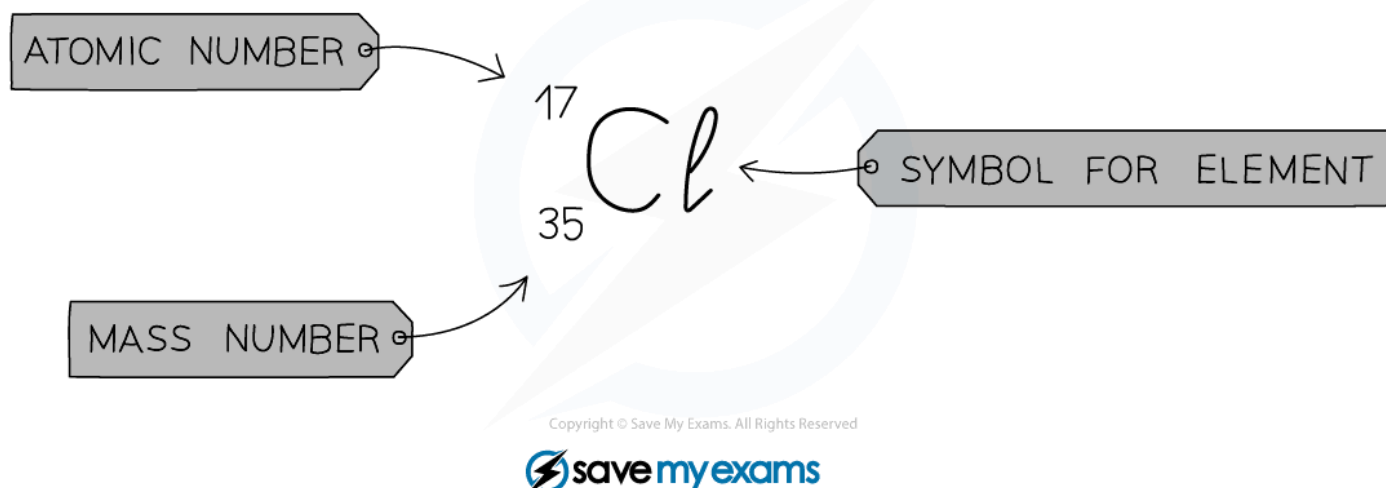 ATOMIC NUMBER
17
Cl
SYMBOL FOR ELEMENT
35
MASS NUMBER
Copyright © Save My Exams. All Rights Reserved
save my exams